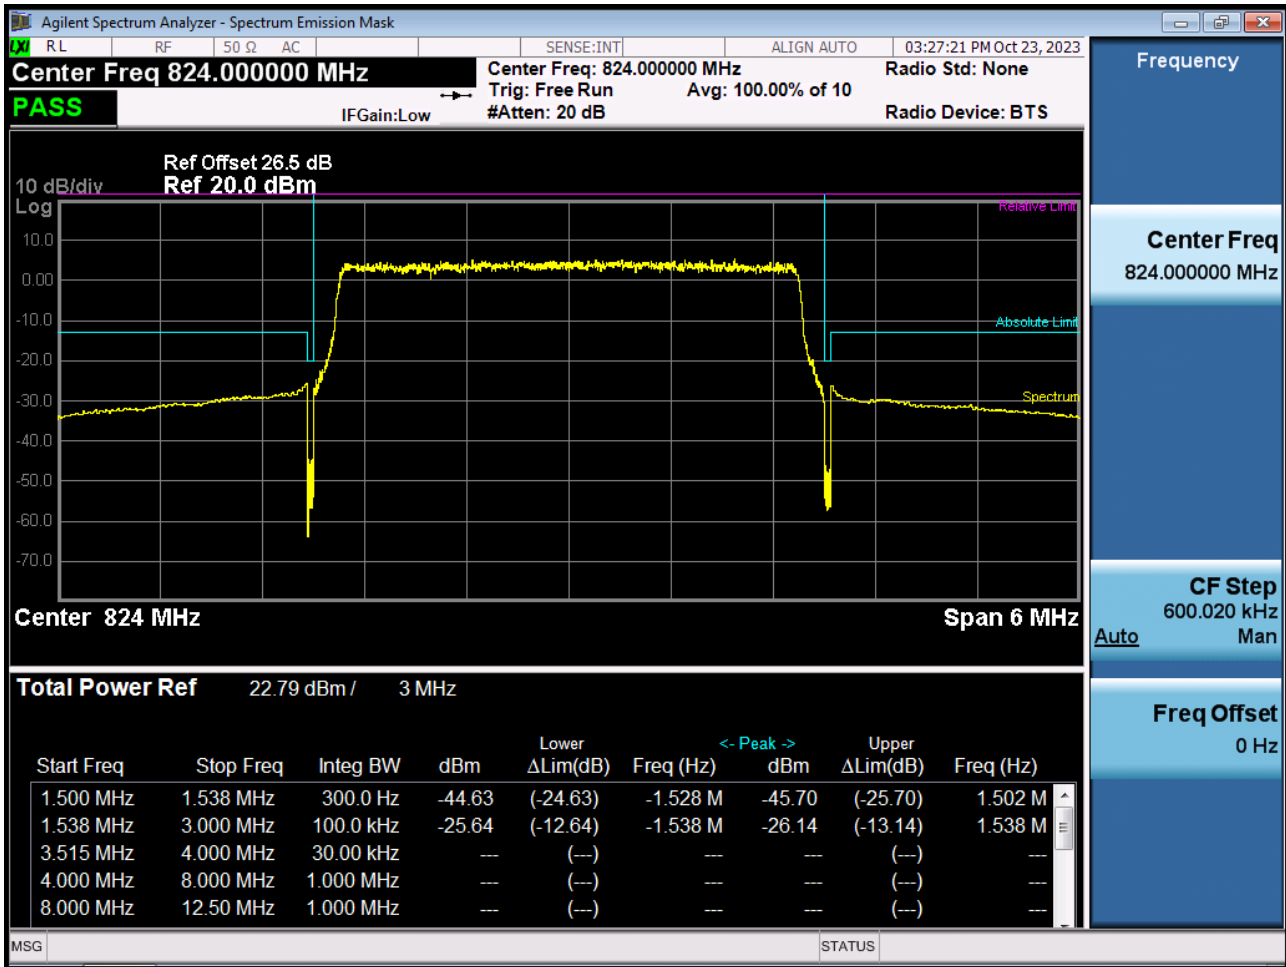 Agilent Spectrum Analyzer - Spectrum Emission Mask
LXI RL RF 50 Ω AC SENSE:INT ALIGN AUTO 03:27:21 PM Oct 23, 2023
Center Freq 824.000000 MHz
Center Freq: 824.000000 MHz Radio Std: None
Trig: Free Run Avg: 100.00% of 10
PASS
IFGain:Low #Atten: 20 dB Radio Device: BTS
Ref Offset 26.5 dB
10 dB/div Ref 20.0 dBm
Log
Relative Limit
10.0
0.00
-10.0
Absolute Limit
-20.0
-30.0
Spectrum
-40.0
-50.0
-60.0
-70.0
Center 824 MHz Span 6 MHz
Total Power Ref 22.79 dBm / 3 MHz
Lower <- Peak -> Upper
Start Freq Stop Freq Integ BW dBm ΔLim(dB) Freq (Hz) dBm ΔLim(dB) Freq (Hz)
1.500 MHz 1.538 MHz 300.0 Hz -44.63 (-24.63) -1.528 M -45.70 (-25.70) 1.502 M
1.538 MHz 3.000 MHz 100.0 kHz -25.64 (-12.64) -1.538 M -26.14 (-13.14) 1.538 M
3.515 MHz 4.000 MHz 30.00 kHz --- (---) --- --- (---) ---
4.000 MHz 8.000 MHz 1.000 MHz --- (---) --- --- (---) ---
8.000 MHz 12.50 MHz 1.000 MHz --- (---) --- --- (---) ---
MSG STATUS
Frequency
Center Freq
824.000000 MHz
CF Step
600.020 kHz
Auto Man
Freq Offset
0 Hz